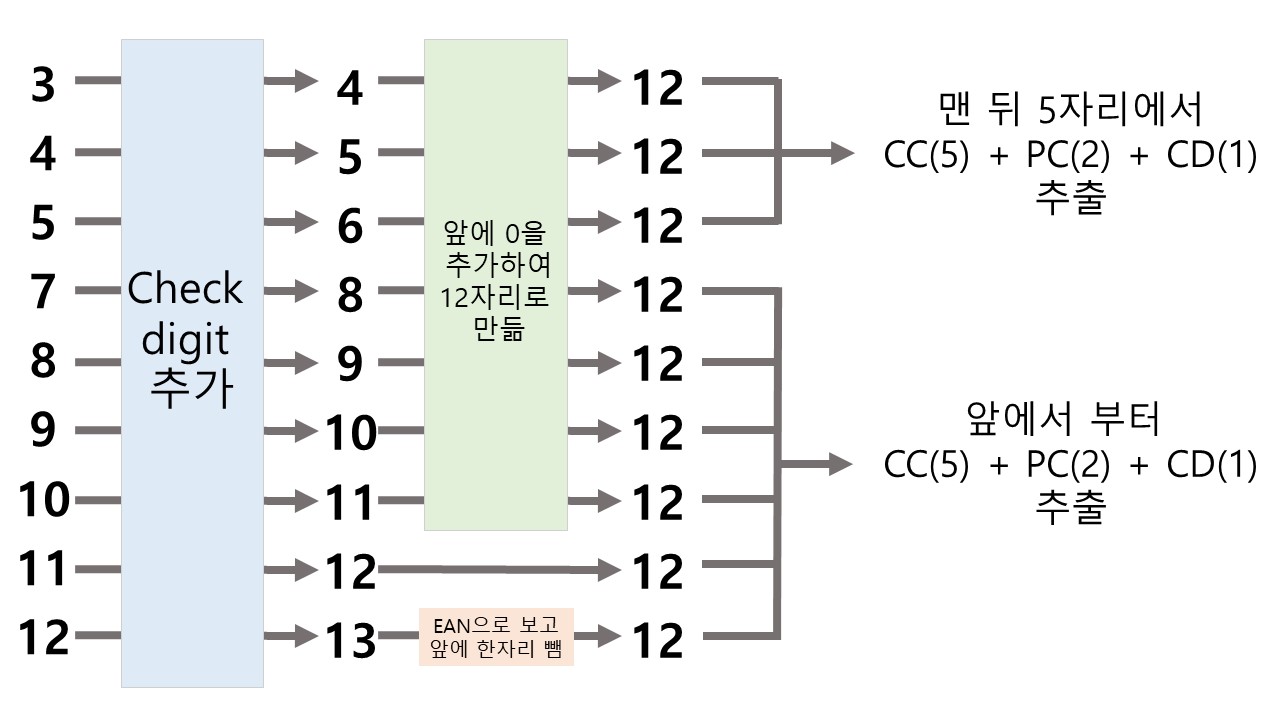 3 4 12
4 5 12
5 6 12
7 8 12
8 9 12
9 10 12
10 11 12
11 12 12
12 13 12
Check
digit
추가
앞에 0을
추가하여
12자리로
만듦
EAN으로 보고
앞에 한자리 뺌
맨 뒤 5자리에서
CC(5) + PC(2) + CD(1)
추출
앞에서 부터
CC(5) + PC(2) + CD(1)
추출